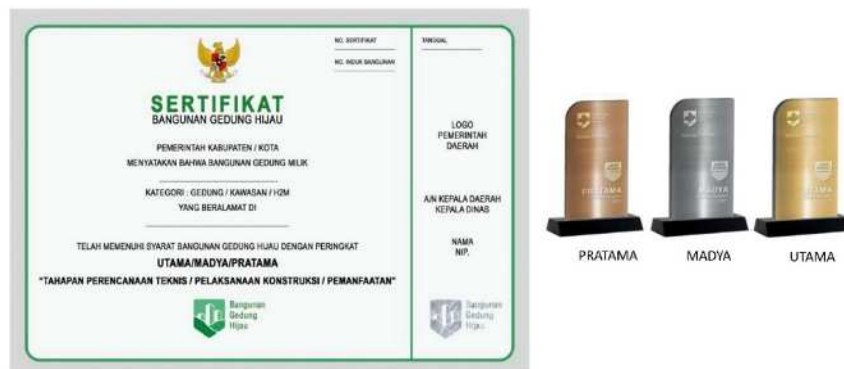 NO. SERTIFIKAT
NO. INDUK BANGUNAN
SERTIFIKAT
BANGUNAN GEDUNG HIJAU
PEMERINTAH KABUPATEN / KOTA
MENYATAKAN BAHWA BANGUNAN GEDUNG MILIK
KATEGORI : GEDUNG / KAWASAN / H2M
YANG BERALAMAT DI
TELAH MEMENUHI SYARAT BANGUNAN GEDUNG HIJAU DENGAN PERINGKAT
UTAMA/MADYA/PRATAMA
"TAHAPAN PERENCANAAN TEKNIS / PELAKSANAAN KONSTRUKSI / PEMANFAATAN"
Bangunan
Gedung
Hijau
TANGGAL
LOGO
PEMERINTAH
DAERAH
A/N KEPALA DAERAH
KEPALA DINAS
NAMA
NIP.
Bangunan
Gedung
Hijau
PRATAMA
MADYA
UTAMA
PRATAMA
MADYA
UTAMA